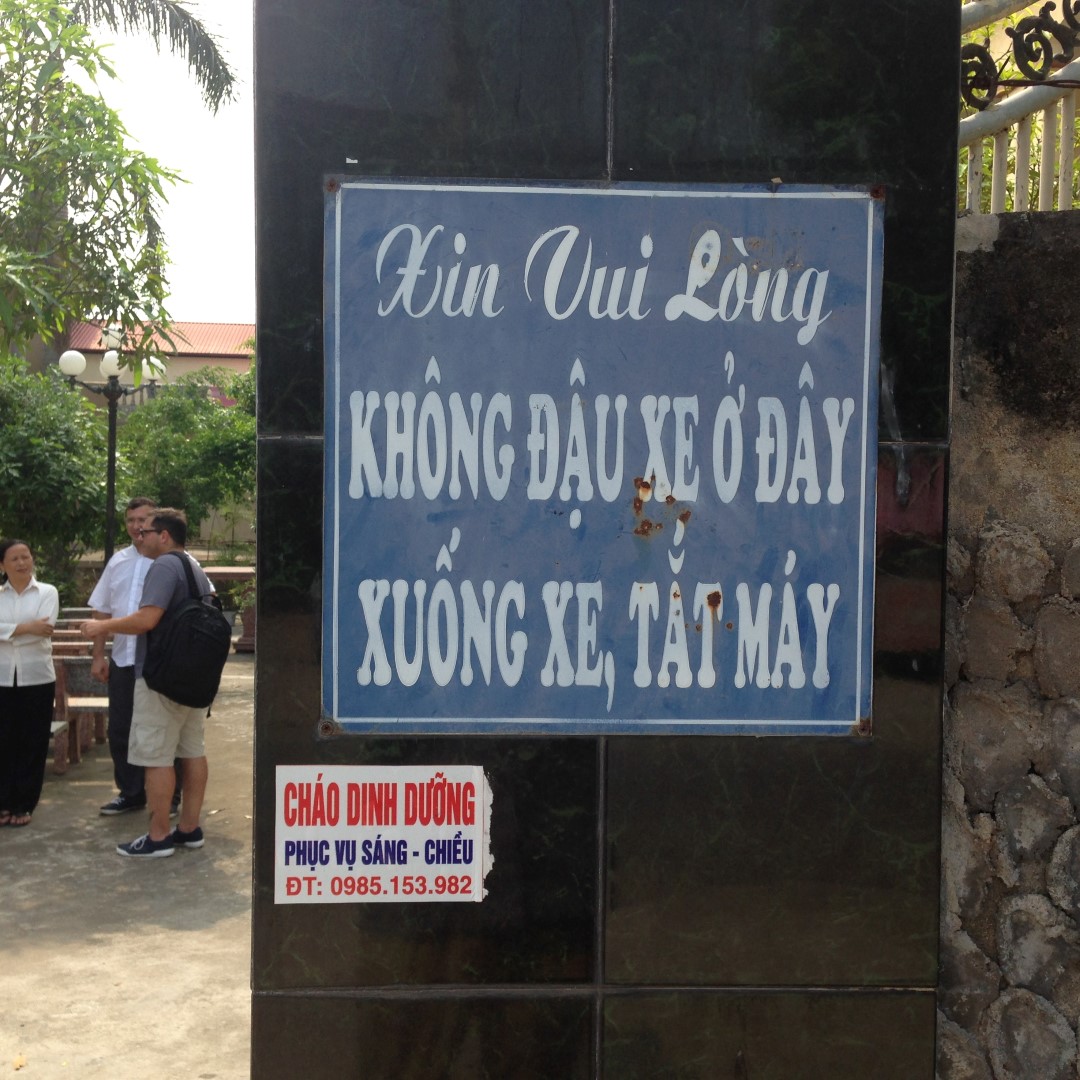 Xin Vui Lòng
KHÔNG ĐẬU XE Ở ĐÂY
XUỐNG XE, TẮT MÁY
CHÁO DINH DƯỠNG
PHỤC VỤ SÁNG - CHIỀU
ĐT: 0985.153.982